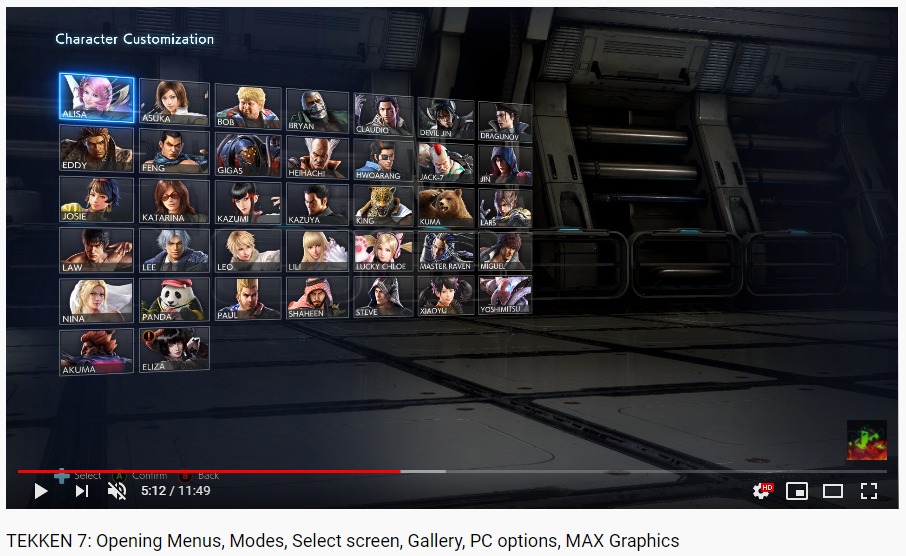 Character Customization
ALISA ASUKA BOB BRYAN CLAUDIO DEVIL JIN DRAGUNOV
EDDY FENG GIGAS HEIHACHI HWOARANG JACK-7 JIN
JOSIE KATARINA KAZUMI KAZUYA KING KUMA LARS
LAW LEE LEO LILI LUCKY CHLOE MASTER RAVEN MIGUEL
NINA PANDA PAUL SHAHEEN STEVE XIAOYU YOSHIMITSU
AKUMA ELIZA
Select A Confirm B Back
5:12 / 11:49 HD
TEKKEN 7: Opening Menus, Modes, Select screen, Gallery, PC options, MAX Graphics